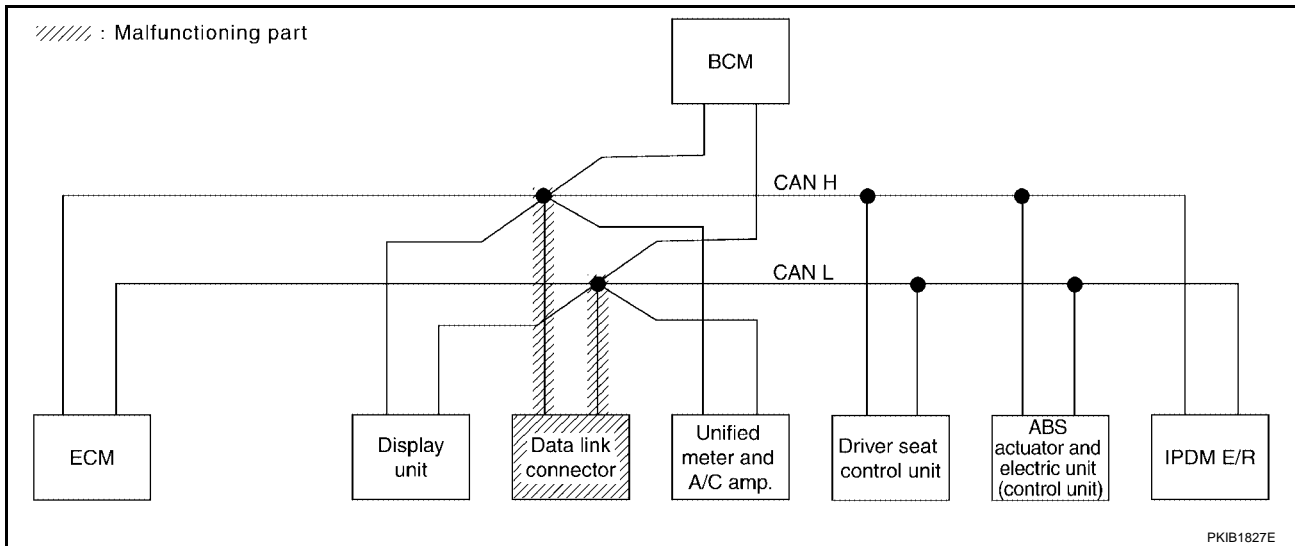 : Malfunctioning part
BCM
CAN H
CAN L
ECM
Display
unit
Data link
connector
Unified
meter and
A/C amp.
Driver seat
control unit
ABS
actuator and
electric unit
(control unit)
IPDM E/R
PKIB1827E